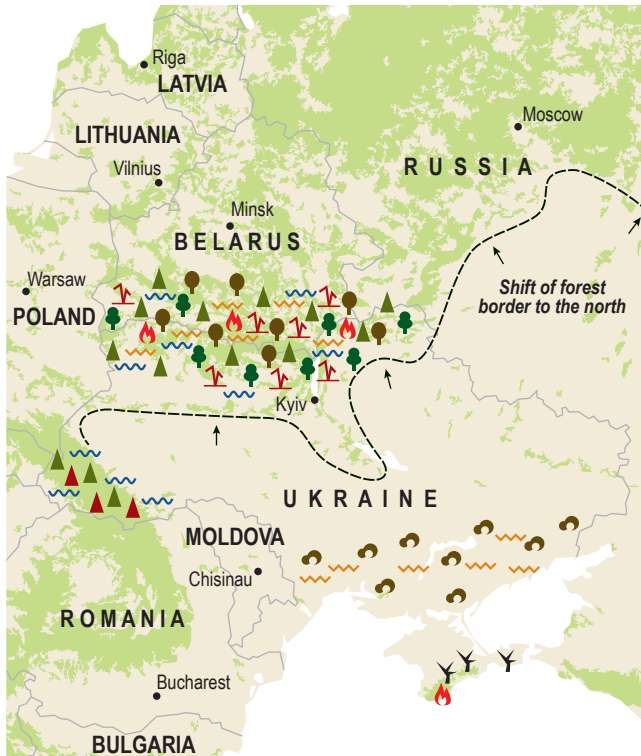 Riga
LATVIA
Moscow
LITHUANIA
Vilnius
RUSSIA
Minsk
BELARUS
Warsaw
POLAND
Shift of forest
border to the north
Kyiv
UKRAINE
MOLDOVA
Chisinau
ROMANIA
Bucharest
BULGARIA